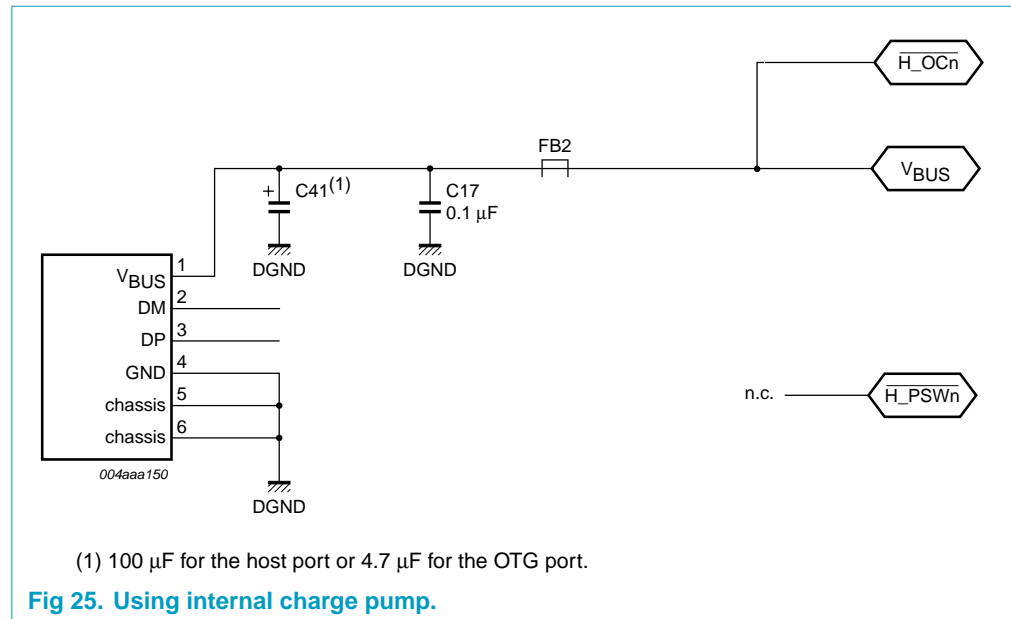 H_OCn
FB2
C41(1)
+
C17
0.1 μF
VBUS
DGND
DGND
VBUS 1
DM 2
DP 3
GND 4
chassis 5
chassis 6
n.c.
H_PSWn
004aaa150
DGND
(1) 100 μF for the host port or 4.7 μF for the OTG port.
Fig 25. Using internal charge pump.